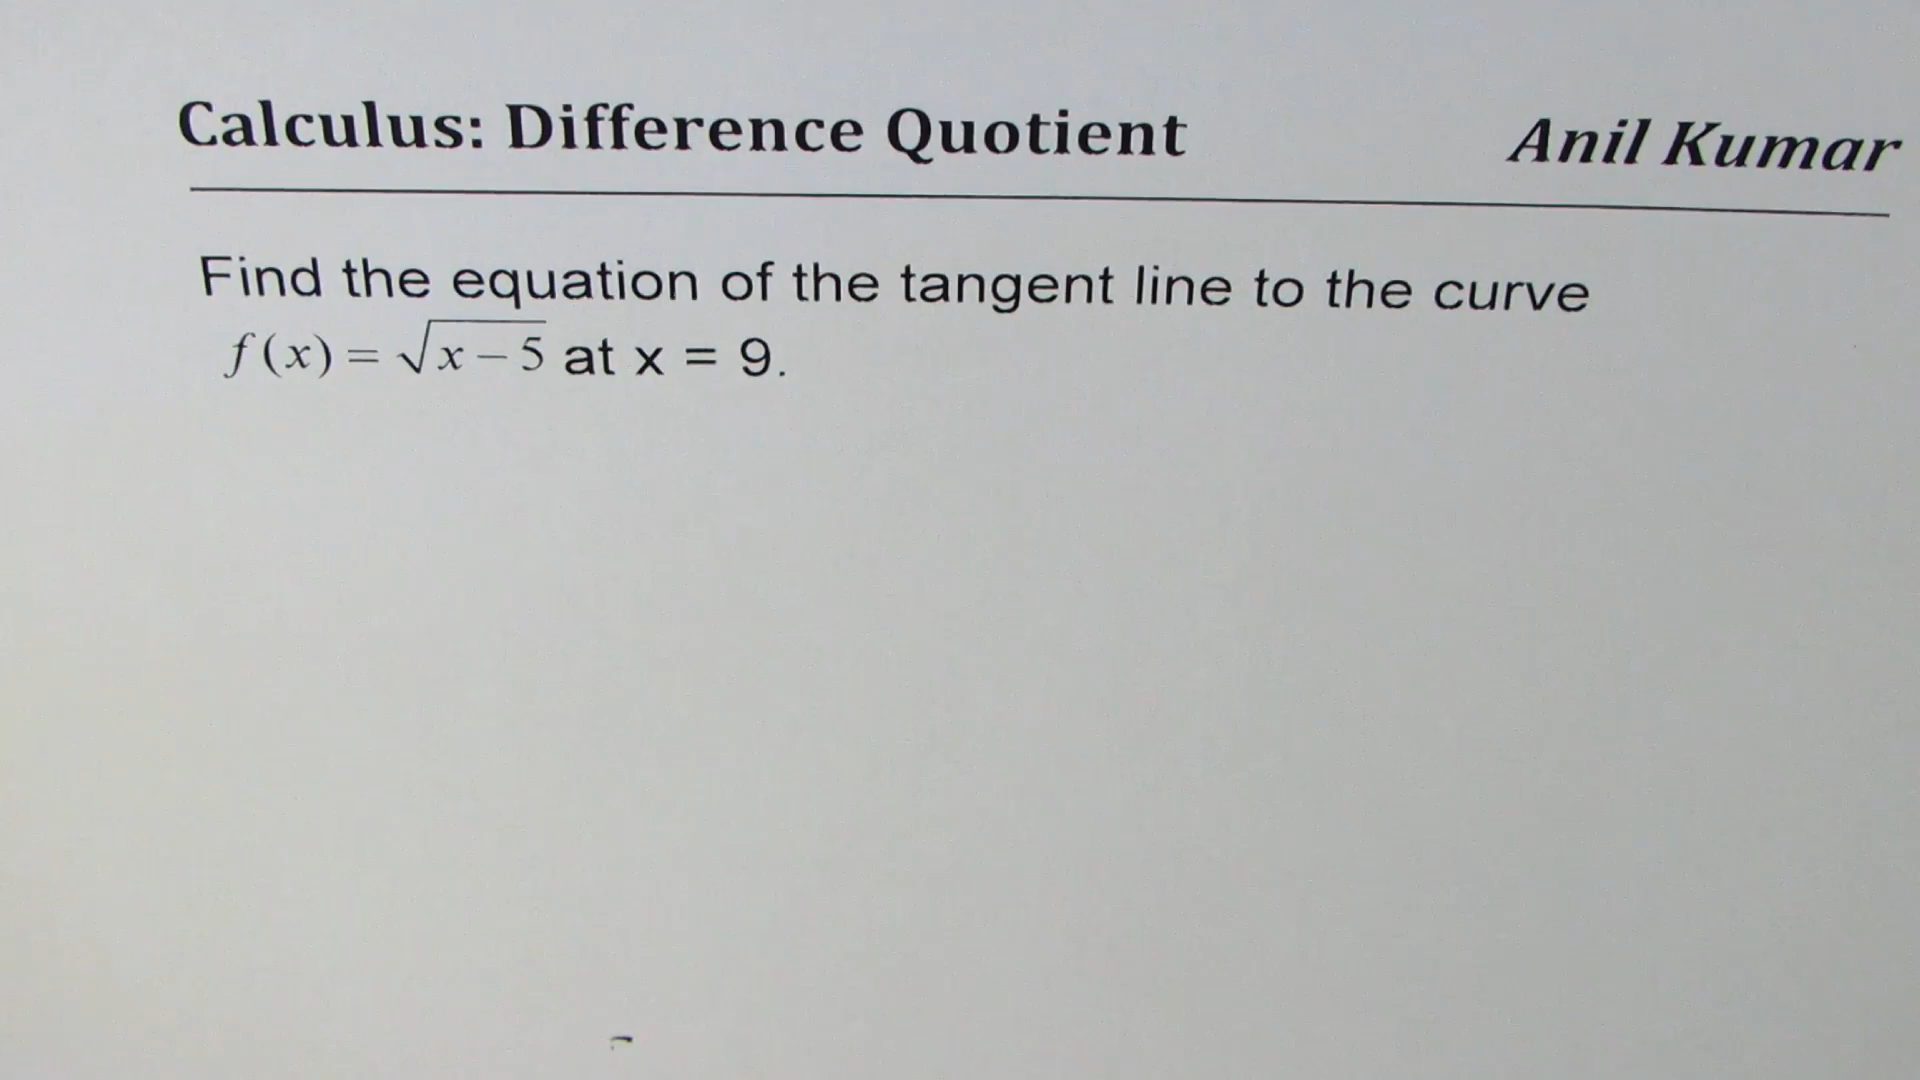 Calculus: Difference Quotient Anil Kumar
Find the equation of the tangent line to the curve
f(x) = √x − 5 at x = 9.